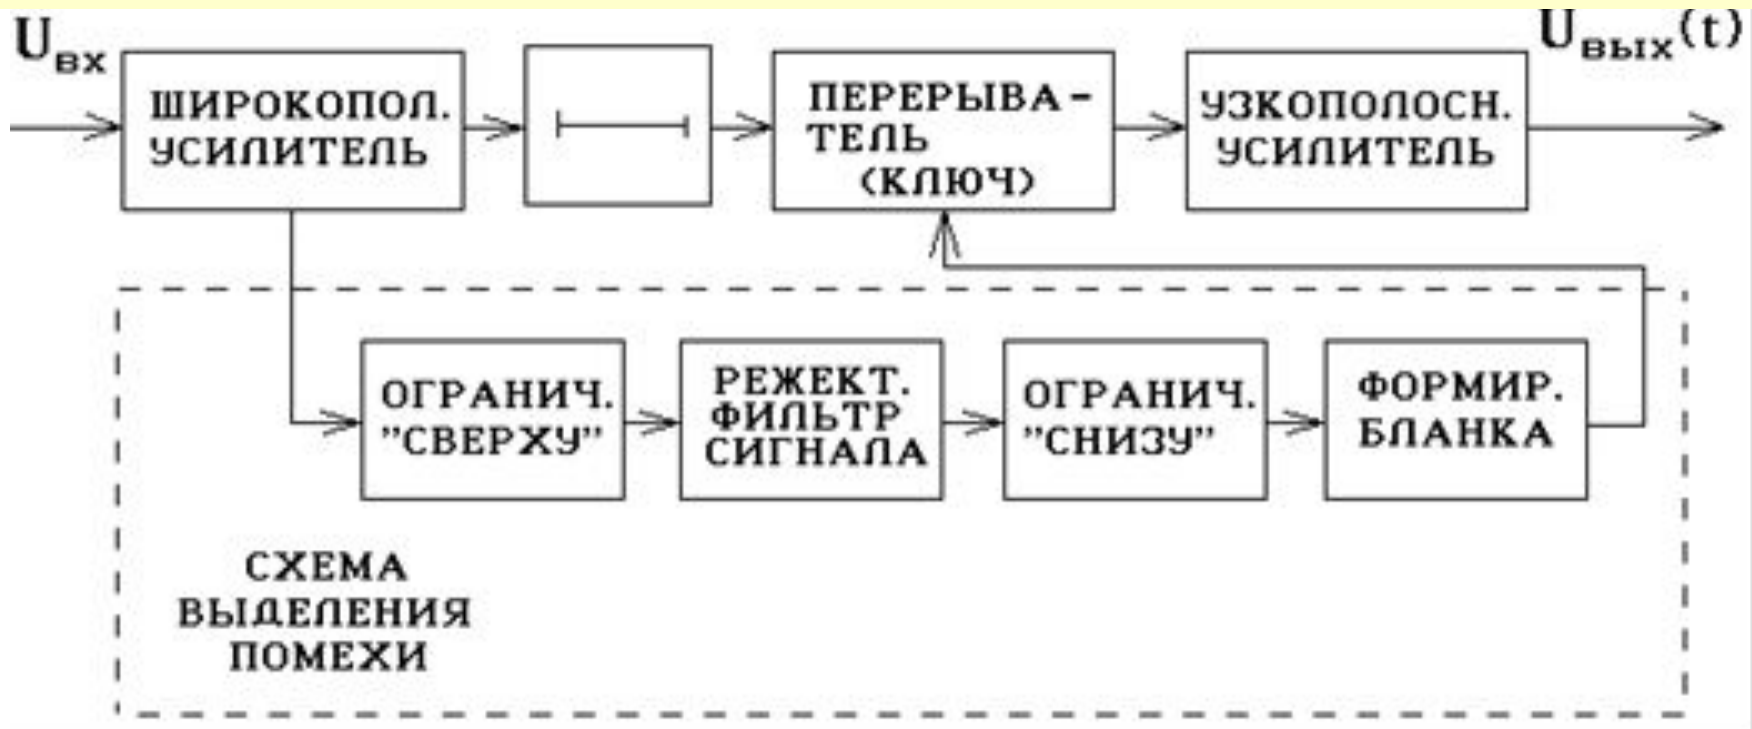 Uвх
ШИРОКОПОЛ.
УСИЛИТЕЛЬ
ПЕРЕРЫВА-
ТЕЛЬ
(КЛЮЧ)
УЗКОПОЛОСН.
УСИЛИТЕЛЬ
Uвых(t)
ОГРАНИЧ.
"СВЕРХУ"
РЕЖЕКТ.
ФИЛЬТР
СИГНАЛА
ОГРАНИЧ.
"СНИЗУ"
ФОРМИР.
БЛАНКА
СХЕМА
ВЫДЕЛЕНИЯ
ПОМЕХИ